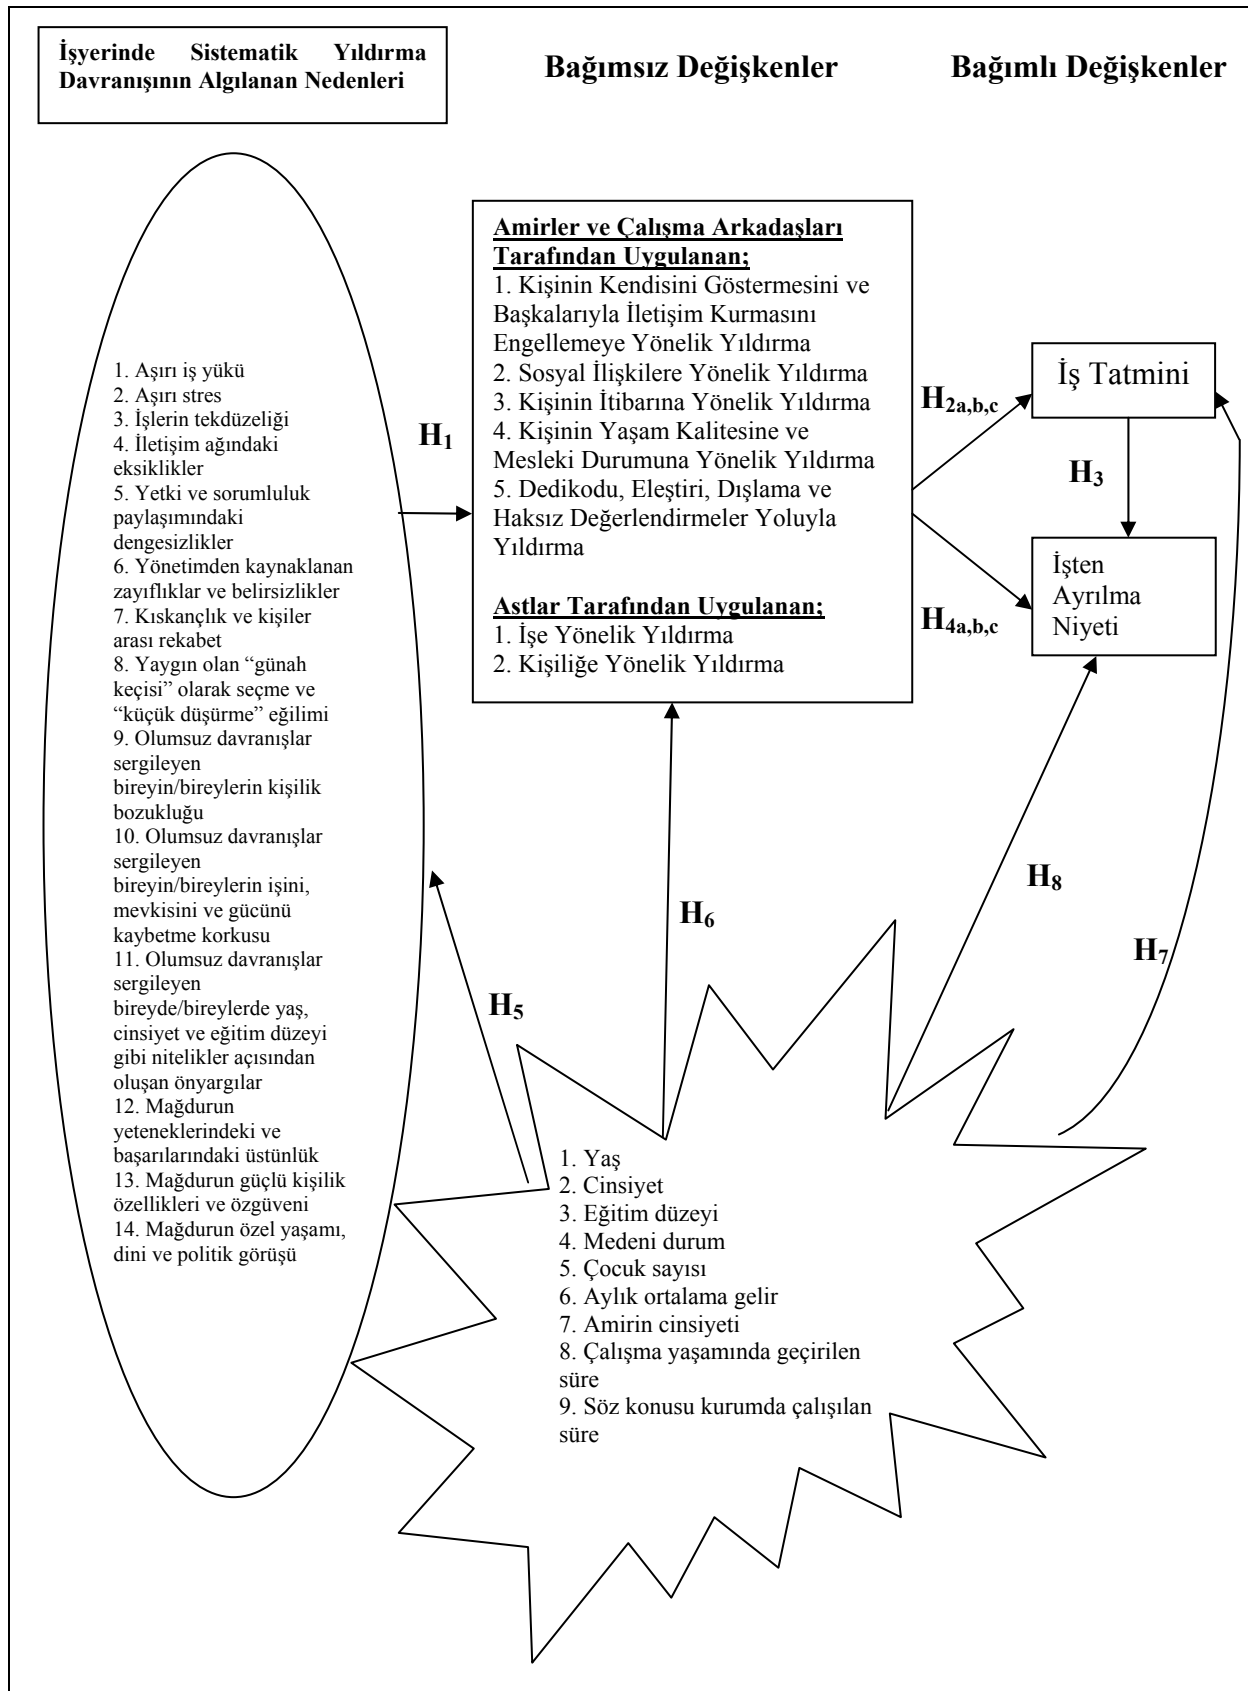 İşyerinde Sistematik Yıldırma
Davranışının Algılanan Nedenleri
Bağımsız Değişkenler
Bağımlı Değişkenler
1. Aşırı iş yükü
2. Aşırı stres
3. İşlerin tekdüzeliği
4. İletişim ağındaki
eksiklikler
5. Yetki ve sorumluluk
paylaşımındaki
dengesizlikler
6. Yönetimden kaynaklanan
zayıflıklar ve belirsizlikler
7. Kıskançlık ve kişiler
arası rekabet
8. Yaygın olan “günah
keçisi” olarak seçme ve
“küçük düşürme” eğilimi
9. Olumsuz davranışlar
sergileyen
bireyin/bireylerin kişilik
bozukluğu
10. Olumsuz davranışlar
sergileyen
bireyin/bireylerin işini,
mevkisini ve gücünü
kaybetme korkusu
11. Olumsuz davranışlar
sergileyen
bireyde/bireylerde yaş,
cinsiyet ve eğitim düzeyi
gibi nitelikler açısından
oluşan önyargılar
12. Mağdurun
yeteneklerindeki ve
başarılarındaki üstünlük
13. Mağdurun güçlü kişilik
özellikleri ve özgüveni
14. Mağdurun özel yaşamı,
dini ve politik görüşü
H1
Amirler ve Çalışma Arkadaşları
Tarafından Uygulanan;
1. Kişinin Kendisini Göstermesini ve
Başkalarıyla İletişim Kurmasını
Engellemeye Yönelik Yıldırma
2. Sosyal İlişkilere Yönelik Yıldırma
3. Kişinin İtibarına Yönelik Yıldırma
4. Kişinin Yaşam Kalitesine ve
Mesleki Durumuna Yönelik Yıldırma
5. Dedikodu, Eleştiri, Dışlama ve
Haksız Değerlendirmeler Yoluyla
Yıldırma
Astlar Tarafından Uygulanan;
1. İşe Yönelik Yıldırma
2. Kişiliğe Yönelik Yıldırma
H2a,b,c
İş Tatmini
H3
İşten
Ayrılma
Niyeti
H4a,b,c
H8
H6
H7
H5
1. Yaş
2. Cinsiyet
3. Eğitim düzeyi
4. Medeni durum
5. Çocuk sayısı
6. Aylık ortalama gelir
7. Amirin cinsiyeti
8. Çalışma yaşamında geçirilen
süre
9. Söz konusu kurumda çalışılan
süre